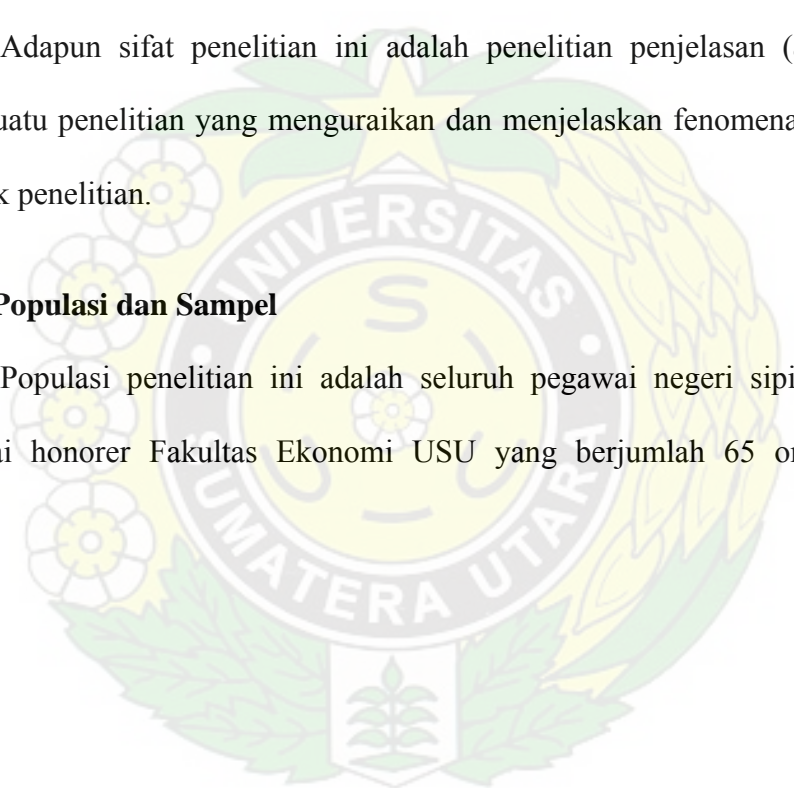 Adapun sifat penelitian ini adalah penelitian penjelasan (
uatu penelitian yang menguraikan dan menjelaskan fenomena
k penelitian.
Populasi dan Sampel
Populasi penelitian ini adalah seluruh pegawai negeri sipi
ai honorer Fakultas Ekonomi USU yang berjumlah 65 or
UNIVERSITAS
SUMATERA UTARA